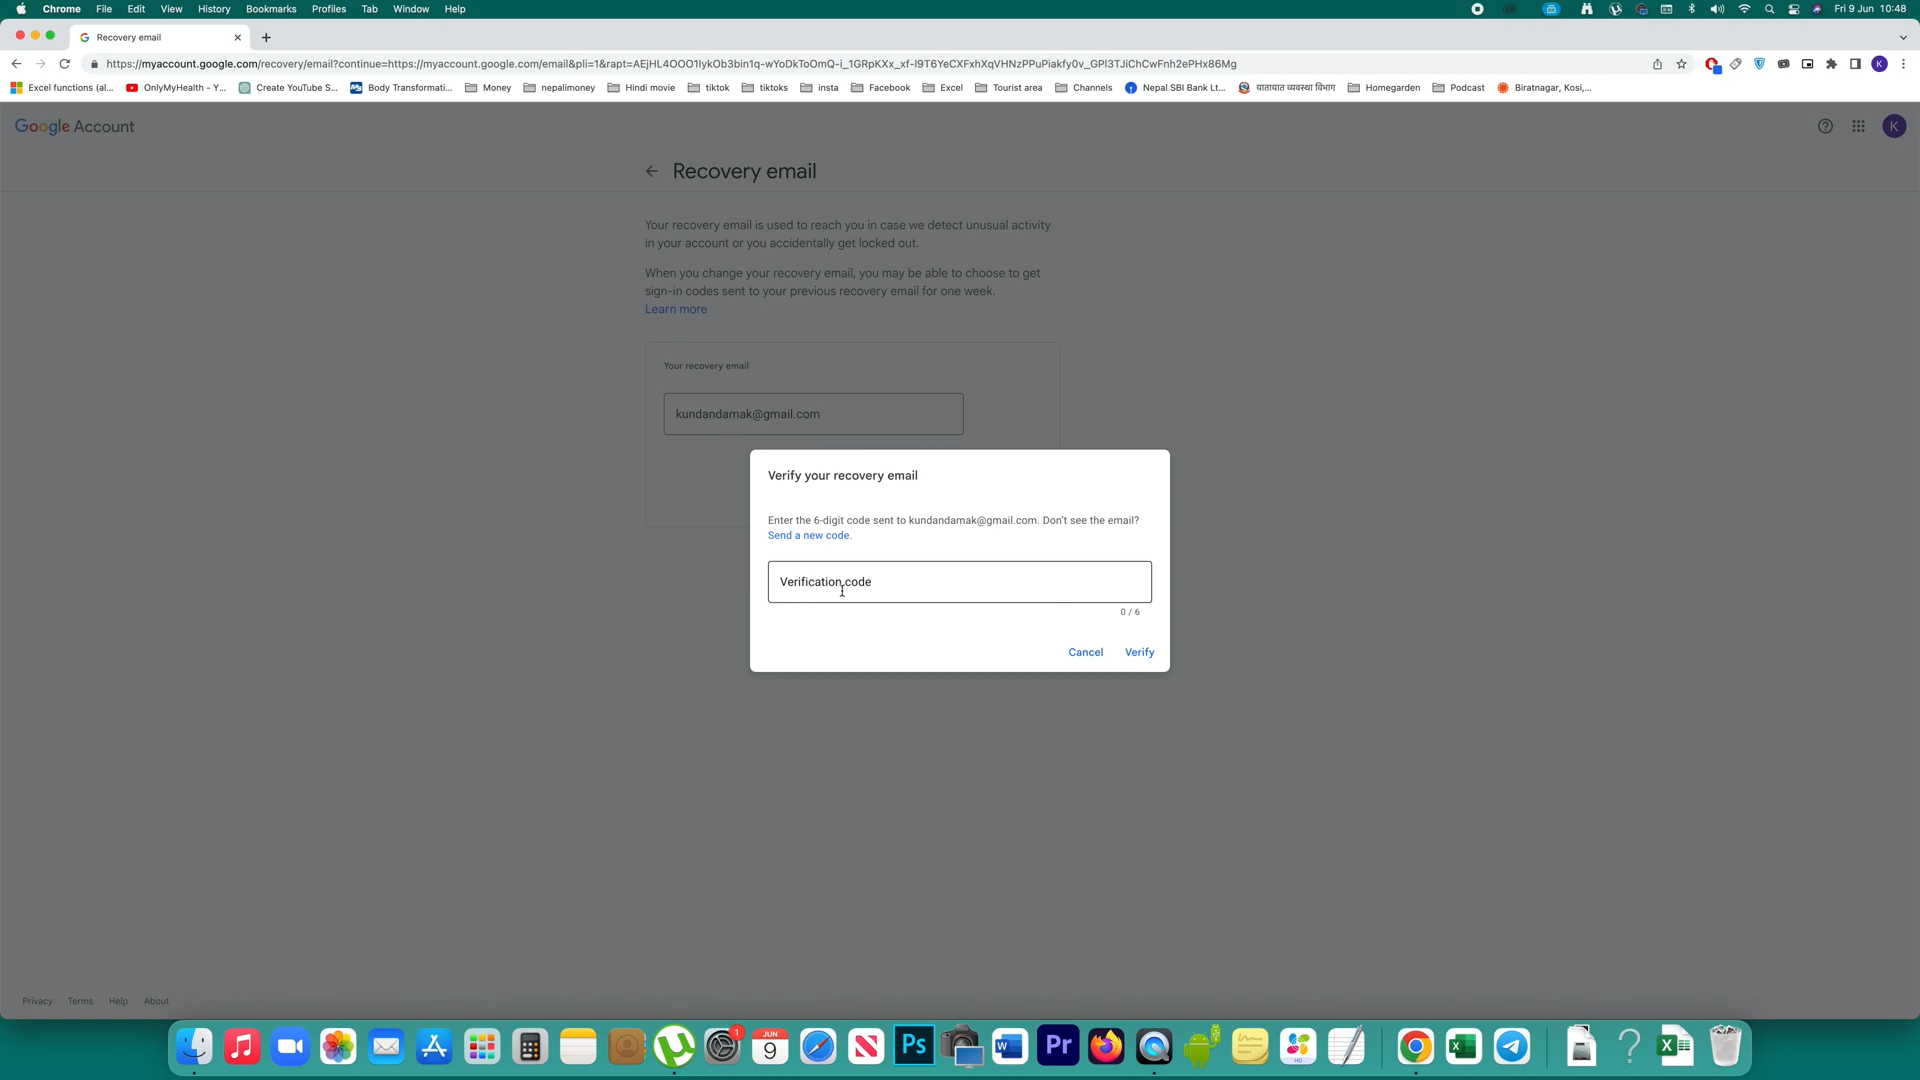 Chrome File Edit View History Bookmarks Profiles Tab Window Help Fri 9 Jun 10:48
Recovery email
https://myaccount.google.com/recovery/email?continue=https://myaccount.google.com/email&pli=1&rapt=
Excel functions (al... OnlyMyHealth - Y... Create YouTube S... Body Transformati... Money nepalimoney Hindi movie tiktok tiktoks insta Facebook Excel Tourist area Channels Nepal SBI Bank Lt... यातायात व्यवस्था विभाग Homegarden Podcast Biratnagar, Kosi,...
Google Account K
Recovery email
Your recovery email is used to reach you in case we detect unusual activity
in your account or you accidentally get locked out.
When you change your recovery email, you may be able to choose to get
sign-in codes sent to your previous recovery email for one week.
Learn more
Your recovery email
kundandamak@gmail.com
Verify your recovery email
Enter the 6-digit code sent to kundandamak@gmail.com. Don't see the email?
Send a new code.
Verification code
0 / 6
Cancel Verify
Privacy Terms Help About
1
JUN
9
Ps
Pr